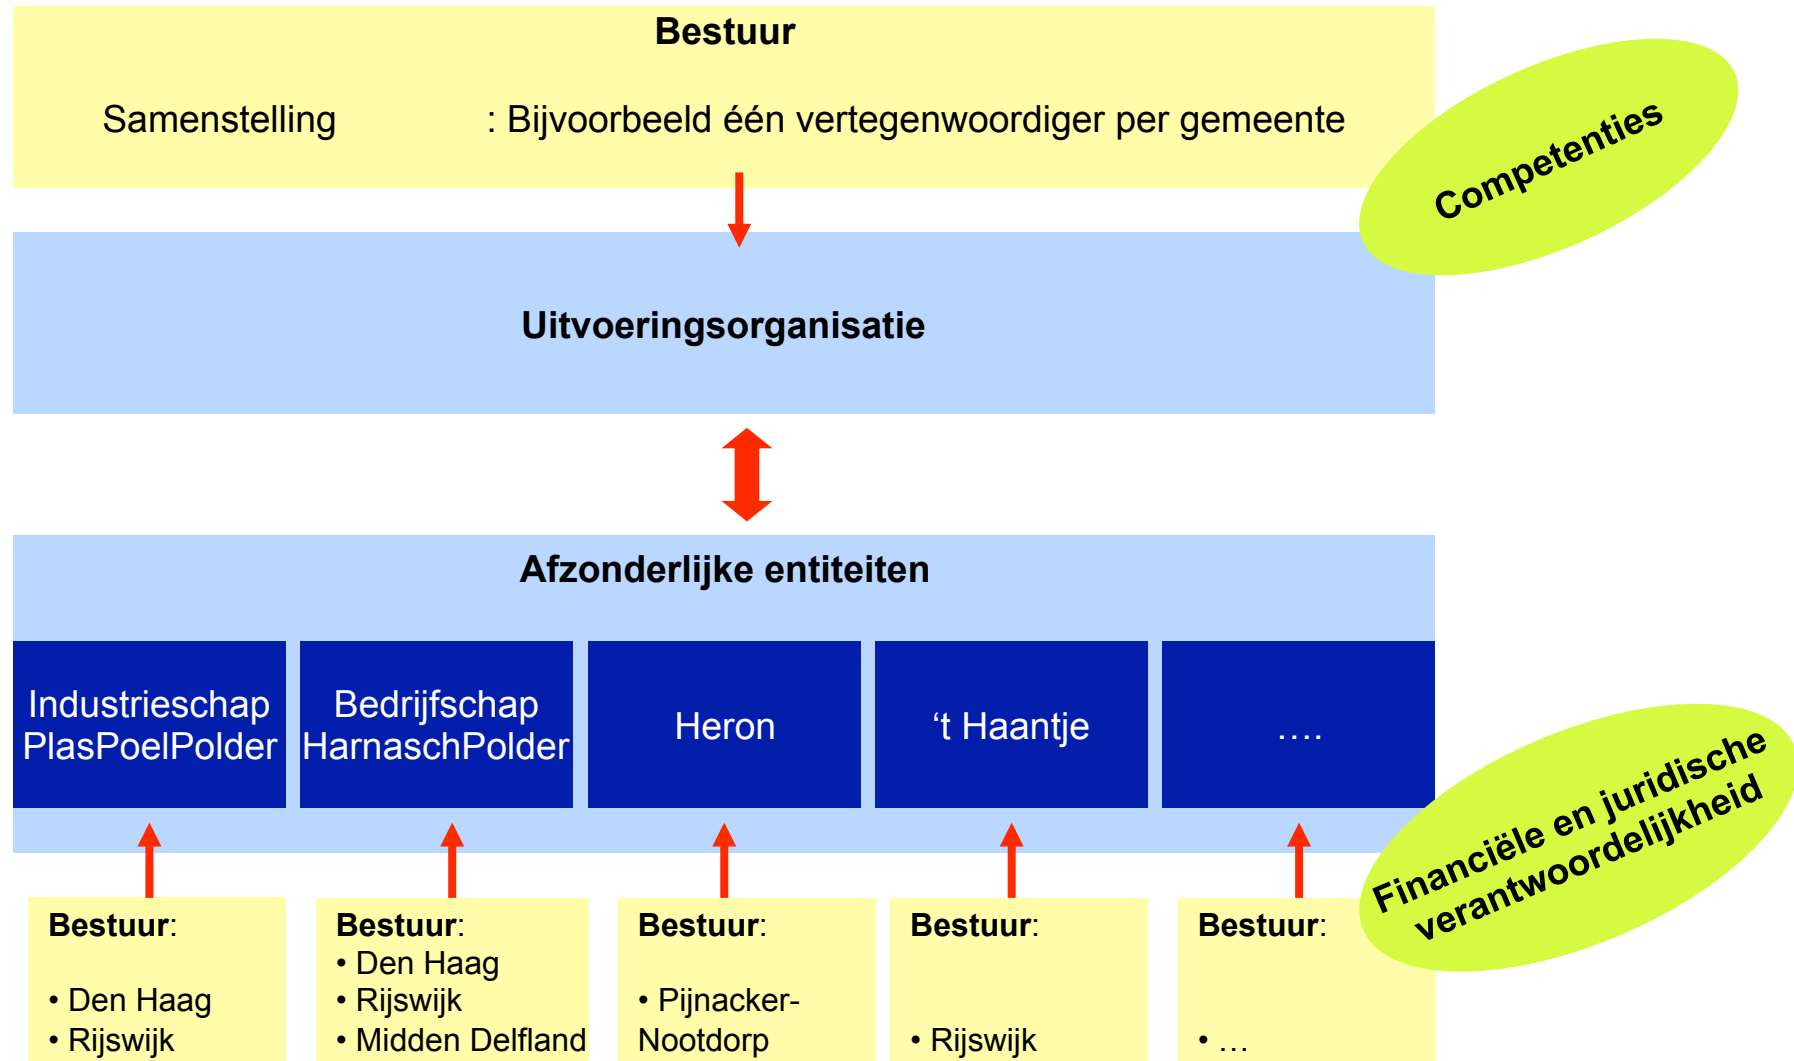 Bestuur
Samenstelling : Bijvoorbeeld één vertegenwoordiger per gemeente
Competenties
Uitvoeringsorganisatie
Afzonderlijke entiteiten
Industrieschap
PlasPoelPolder
Bedrijfschap
HarnaschPolder
Heron
‘t Haantje
….
Financiële en juridische
verantwoordelijkheid
Bestuur:
• Den Haag
• Rijswijk
Bestuur:
• Den Haag
• Rijswijk
• Midden Delfland
Bestuur:
• Pijnacker-
Nootdorp
Bestuur:
• Rijswijk
Bestuur:
• …